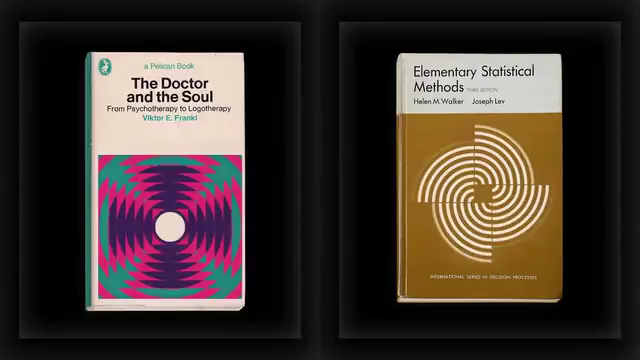 a Pelican Book
The Doctor
and the Soul
From Psychotherapy to Logotherapy
Viktor E. Frankl
Elementary Statistical
Methods THIRD EDITION
Helen M. Walker Joseph Lev
INTERNATIONAL SERIES IN DECISION PROCESSES